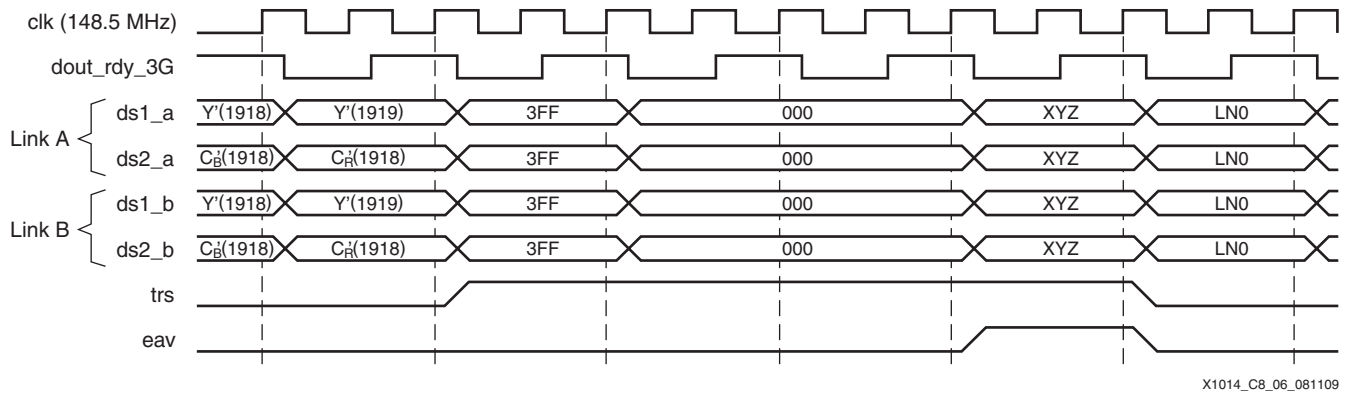 clk (148.5 MHz)
dout_rdy_3G
Link A
ds1_a Y'(1918) Y'(1919) 3FF 000 XYZ LN0
ds2_a C'B(1918) C'R(1918) 3FF 000 XYZ LN0
Link B
ds1_b Y'(1918) Y'(1919) 3FF 000 XYZ LN0
ds2_b C'B(1918) C'R(1918) 3FF 000 XYZ LN0
trs
eav
X1014_C8_06_081109